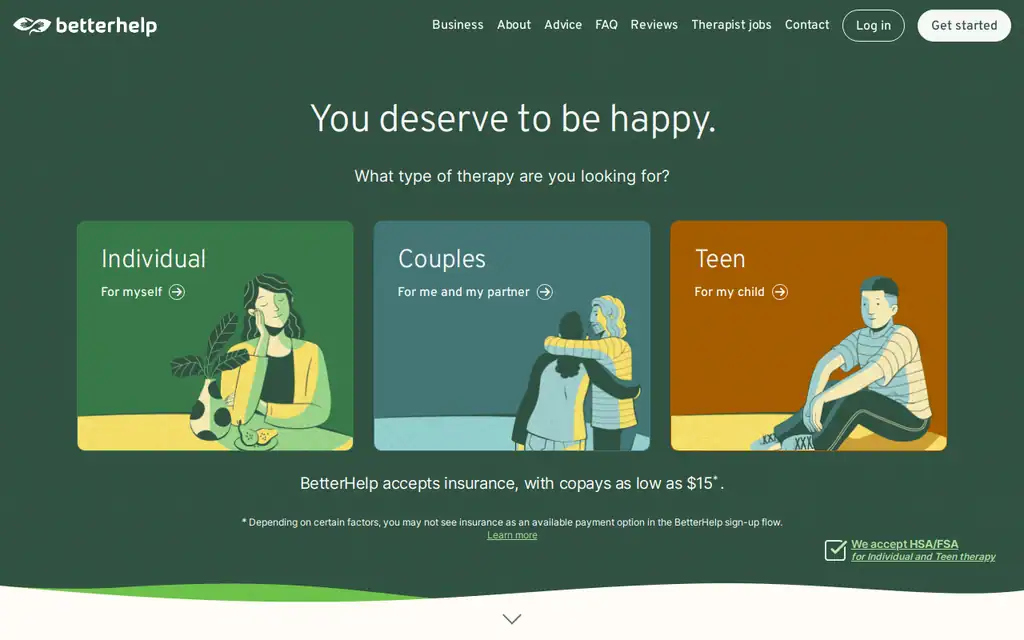 betterhelp
Business About Advice FAQ Reviews Therapist jobs Contact Log in Get started
You deserve to be happy.
What type of therapy are you looking for?
Individual
For myself
Couples
For me and my partner
Teen
For my child
BetterHelp accepts insurance, with copays as low as $15*.
* Depending on certain factors, you may not see insurance as an available payment option in the BetterHelp sign-up flow.
Learn more
We accept HSA/FSA
for Individual and Teen therapy